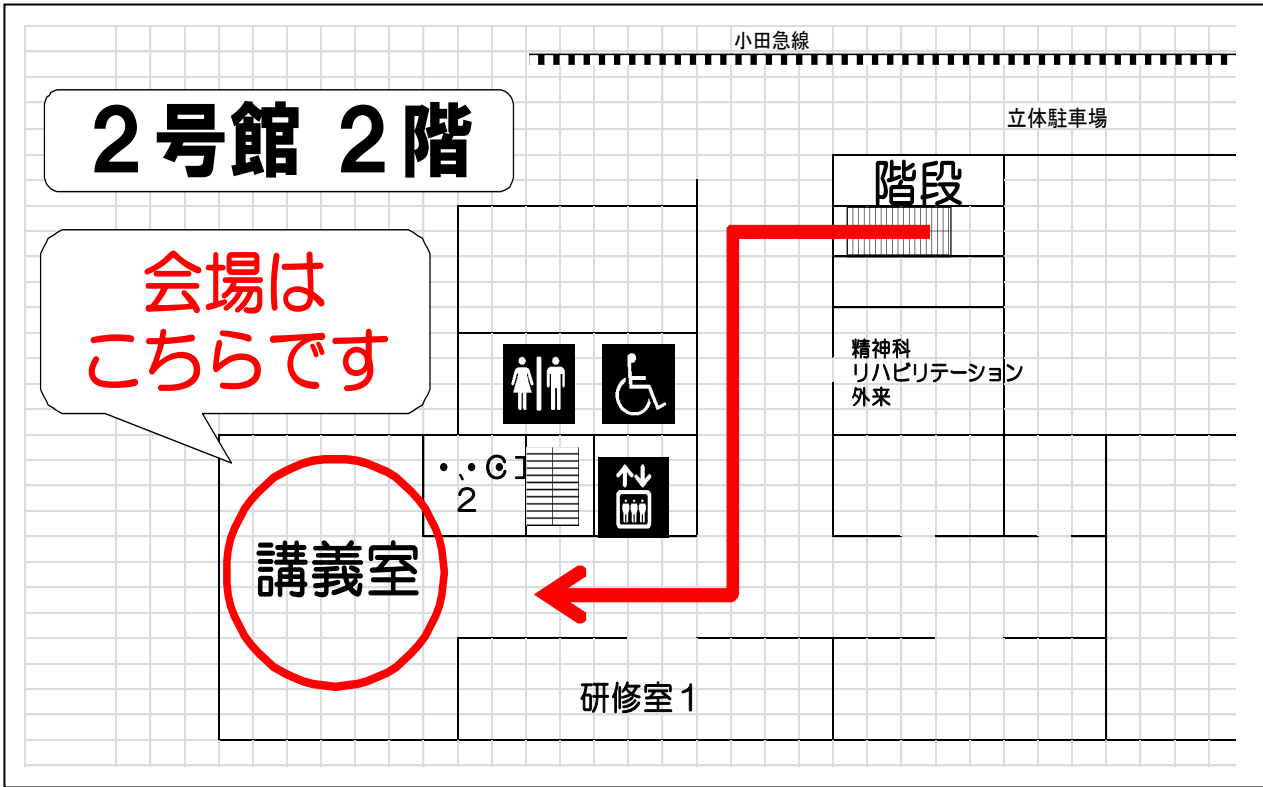 小田急線
立体駐車場
２号館 ２階
階段
会場は
こちらです
精神科
リハビリテーション
外来
2
講義室
研修室１